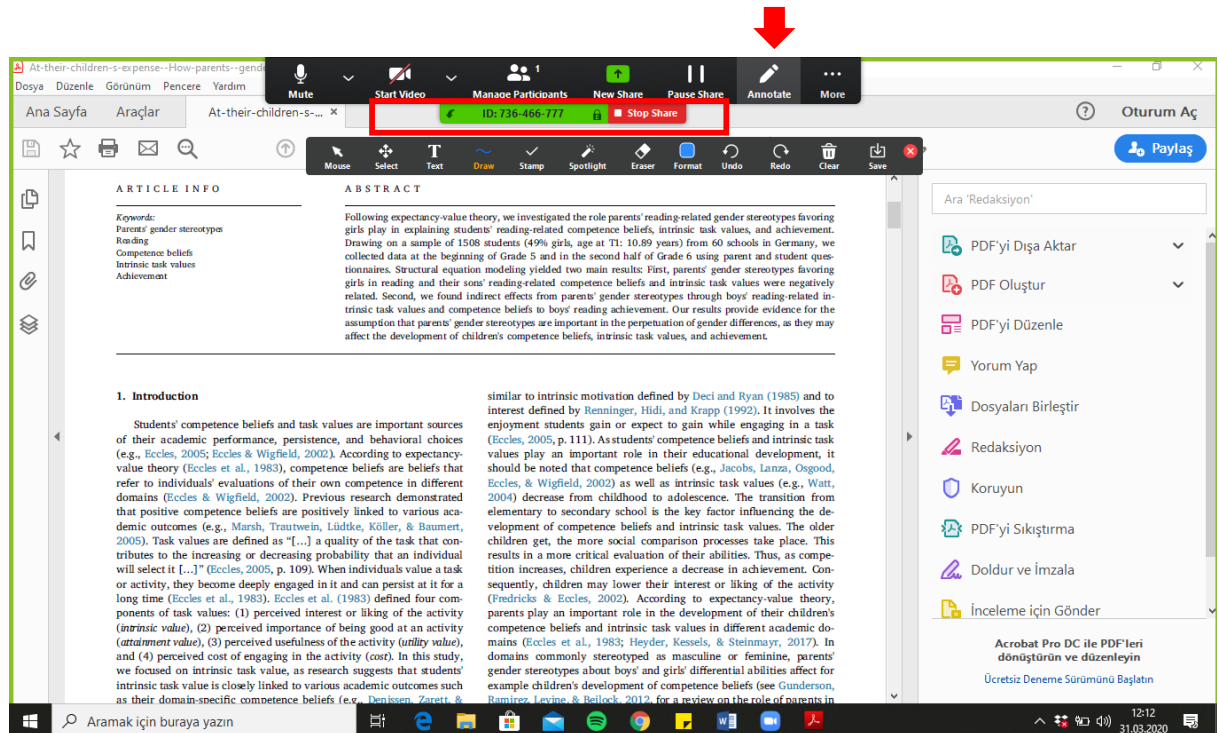 At-their-children-s-expense--How-parents--gende
Dosya Düzenle Görünüm Pencere Yardım
Mute
Start Video
1
Manage Participants
New Share
Pause Share
Annotate
More
ID: 736-466-777
Stop Share
Ana Sayfa Araçlar At-their-children-s-... ×
Oturum Aç
Mouse Select Text Draw Stamp Spotlight Eraser Format Undo Redo Clear Save
Paylaş
ARTICLE INFO
Keywords:
Parents' gender stereotypes
Reading
Competence beliefs
Intrinsic task values
Achievement
ABSTRACT
Following expectancy-value theory, we investigated the role parents' reading-related gender stereotypes favoring
girls play in explaining students' reading-related competence beliefs, intrinsic task values, and achievement.
Drawing on a sample of 1508 students (49% girls, age at T1: 10.89 years) from 60 schools in Germany, we
collected data at the beginning of Grade 5 and in the second half of Grade 6 using parent and student ques-
tionnaires. Structural equation modeling yielded two main results: First, parents' gender stereotypes favoring
girls in reading and their sons' reading-related competence beliefs and intrinsic task values were negatively
related. Second, we found indirect effects from parents' gender stereotypes through boys' reading-related in-
trinsic task values and competence beliefs to boys' reading achievement. Our results provide evidence for the
assumption that parents' gender stereotypes are important in the perpetuation of gender differences, as they may
affect the development of children's competence beliefs, intrinsic task values, and achievement.
1. Introduction
Students' competence beliefs and task values are important sources
of their academic performance, persistence, and behavioral choices
(e.g., Eccles, 2005; Eccles & Wigfield, 2002). According to expectancy-
value theory (Eccles et al., 1983), competence beliefs are beliefs that
refer to individuals' evaluations of their own competence in different
domains (Eccles & Wigfield, 2002). Previous research demonstrated
that positive competence beliefs are positively linked to various aca-
demic outcomes (e.g., Marsh, Trautwein, Lüdtke, Köller, & Baumert,
2005). Task values are defined as "[…] a quality of the task that con-
tributes to the increasing or decreasing probability that an individual
will select it […]" (Eccles, 2005, p. 109). When individuals value a task
or activity, they become deeply engaged in it and can persist at it for a
long time (Eccles et al., 1983). Eccles et al. (1983) defined four com-
ponents of task values: (1) perceived interest or liking of the activity
(intrinsic value), (2) perceived importance of being good at an activity
(attainment value), (3) perceived usefulness of the activity (utility value),
and (4) perceived cost of engaging in the activity (cost). In this study,
we focused on intrinsic task value, as research suggests that students'
intrinsic task value is closely linked to various academic outcomes such
as their domain-specific competence beliefs (e.g., Denissen, Zarett, &
similar to intrinsic motivation defined by Deci and Ryan (1985) and to
interest defined by Renninger, Hidi, and Krapp (1992). It involves the
enjoyment students gain or expect to gain while engaging in a task
(Eccles, 2005, p. 111). As students' competence beliefs and intrinsic task
values play an important role in their educational development, it
should be noted that competence beliefs (e.g., Jacobs, Lanza, Osgood,
Eccles, & Wigfield, 2002) as well as intrinsic task values (e.g., Watt,
2004) decrease from childhood to adolescence. The transition from
elementary to secondary school is the key factor influencing the de-
velopment of competence beliefs and intrinsic task values. The older
children get, the more social comparison processes take place. This
results in a more critical evaluation of their abilities. Thus, as compe-
tition increases, children experience a decrease in achievement. Con-
sequently, children may lower their interest or liking of the activity
(Fredricks & Eccles, 2002). According to expectancy-value theory,
parents play an important role in the development of their children's
competence beliefs and intrinsic task values in different academic do-
mains (Eccles et al., 1983; Heyder, Kessels, & Steinmayr, 2017). In
domains commonly stereotyped as masculine or feminine, parents'
gender stereotypes about boys' and girls' differential abilities affect for
example children's development of competence beliefs (see Gunderson,
Ramirez, Levine, & Beilock, 2012, for a review on the role of parents in
Ara 'Redaksiyon'
PDF'yi Dışa Aktar
PDF Oluştur
PDF'yi Düzenle
Yorum Yap
Dosyaları Birleştir
Redaksiyon
Koruyun
PDF'yi Sıkıştırma
Doldur ve İmzala
İnceleme için Gönder
Acrobat Pro DC ile PDF'leri
dönüştürün ve düzenleyin
Ücretsiz Deneme Sürümünü Başlatın
Aramak için buraya yazın
12:12
31.03.2020